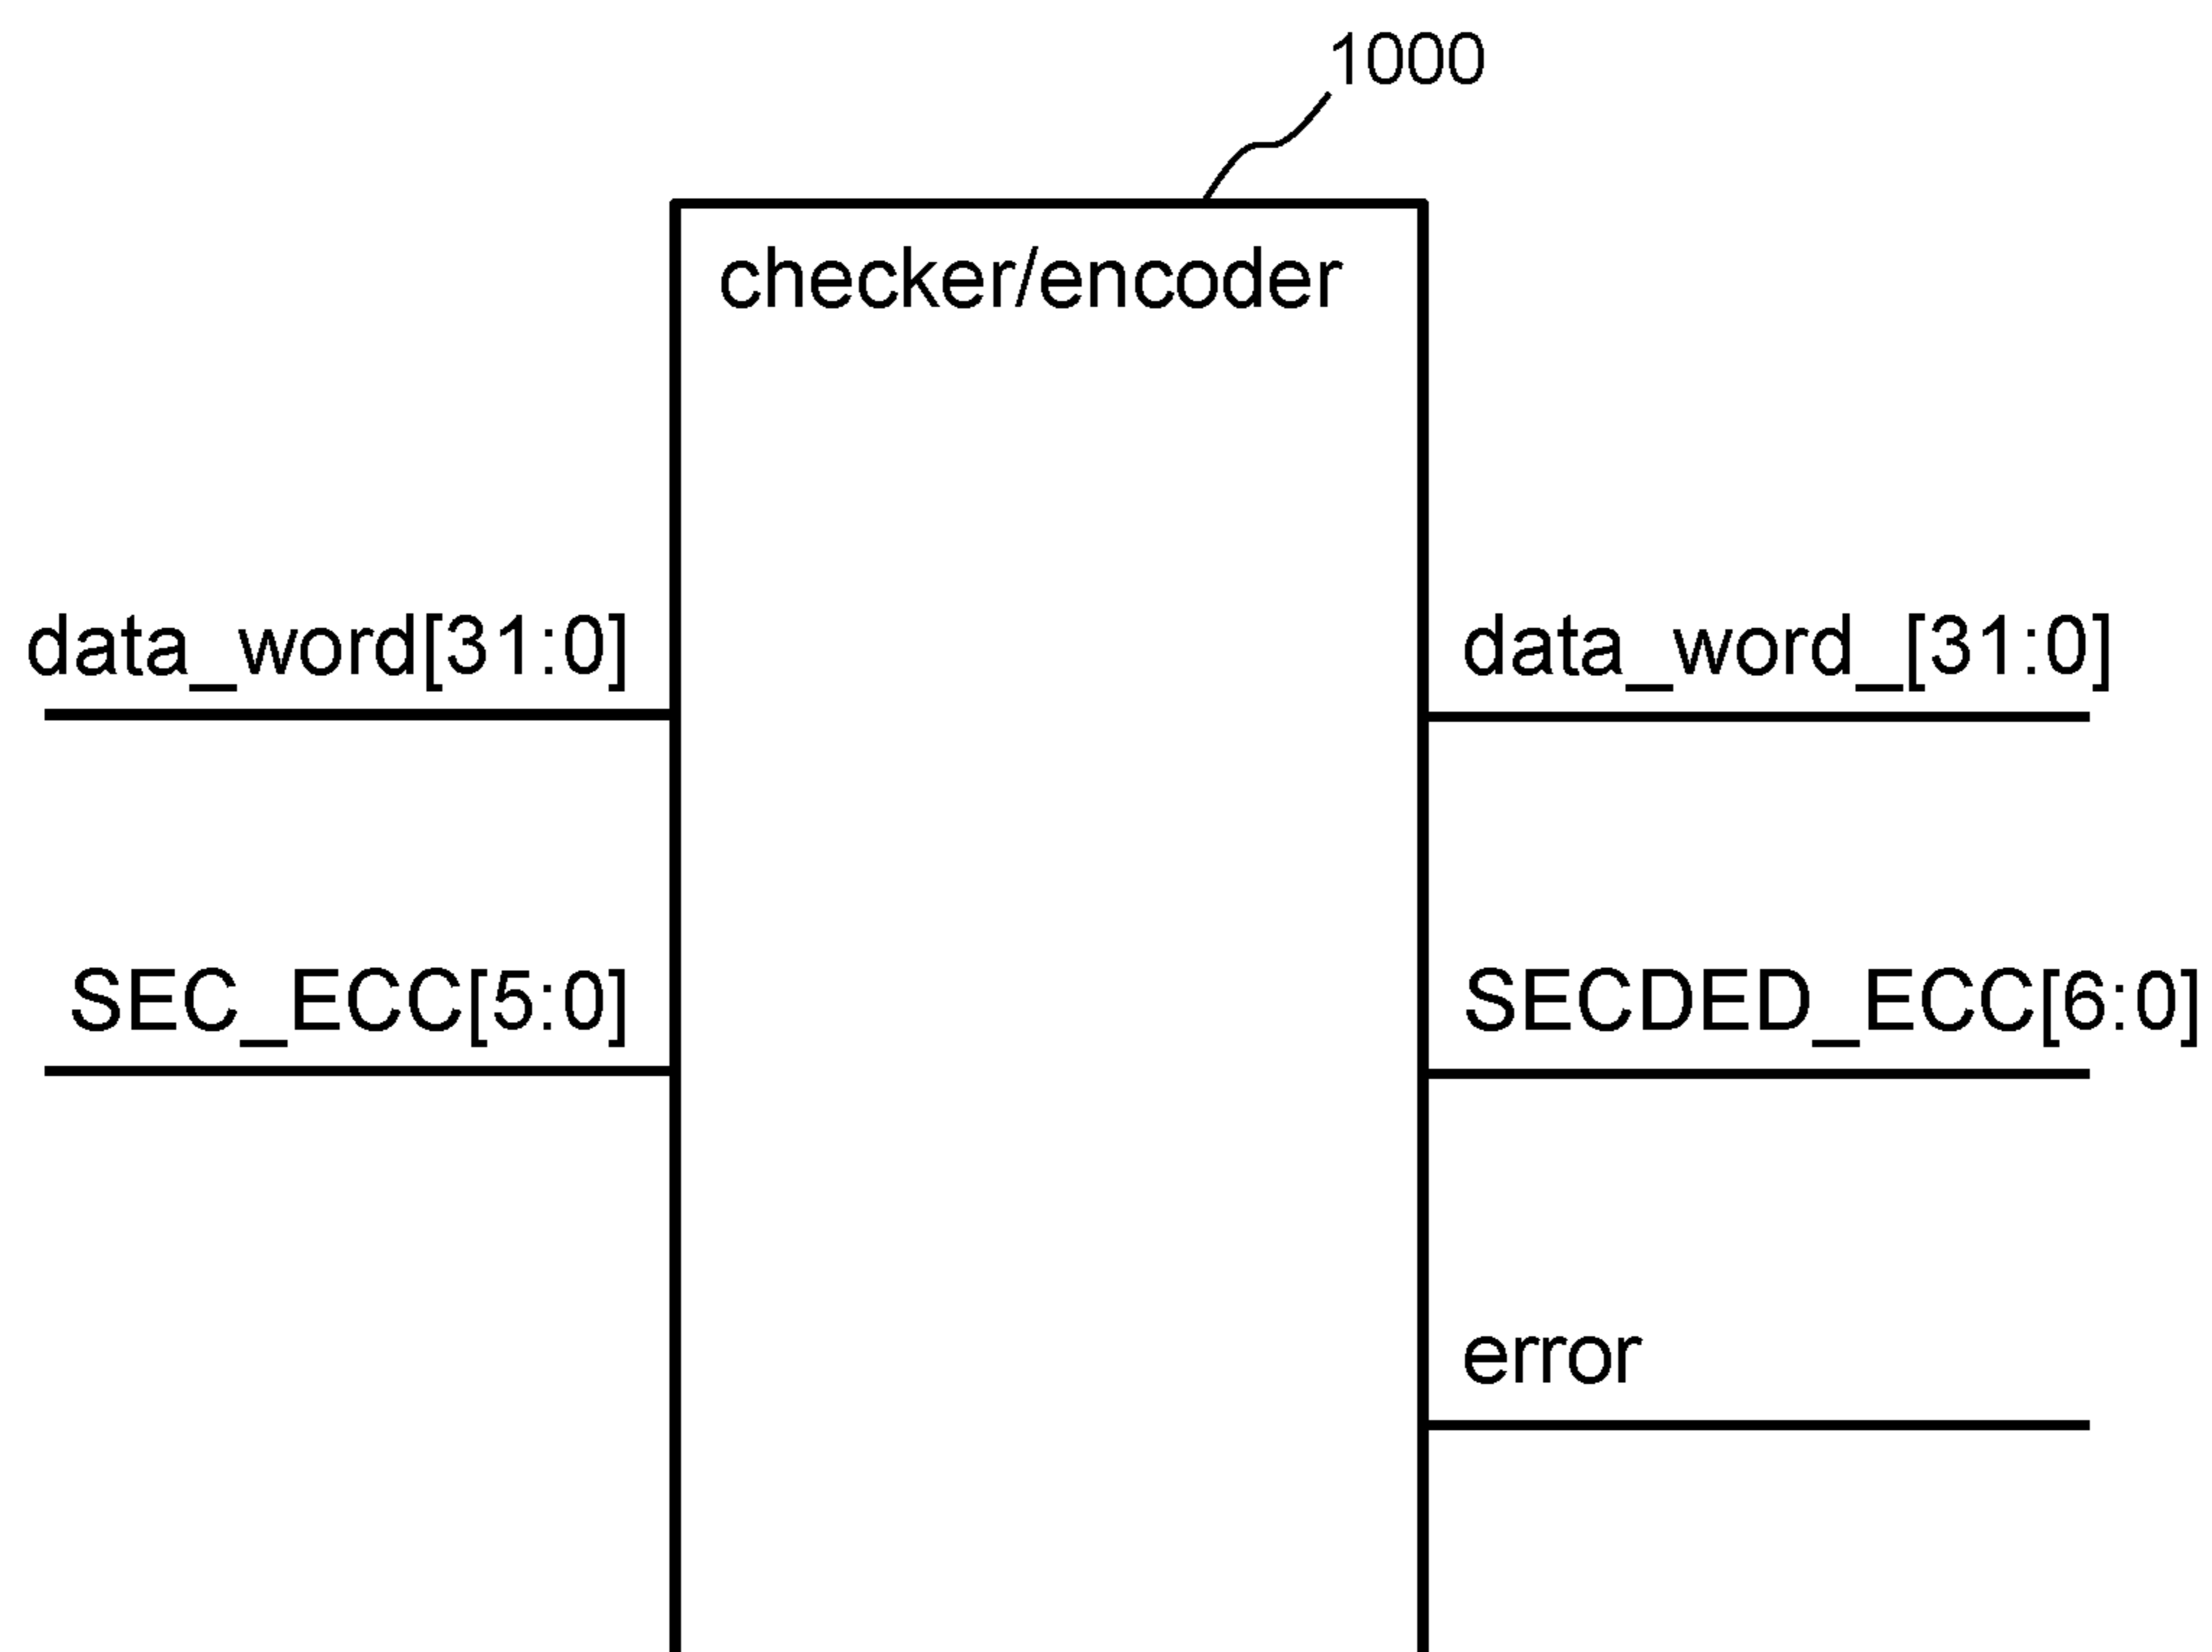 1000
checker/encoder
data_word[31:0]
data_word_[31:0]
SEC_ECC[5:0]
SECDED_ECC[6:0]
error